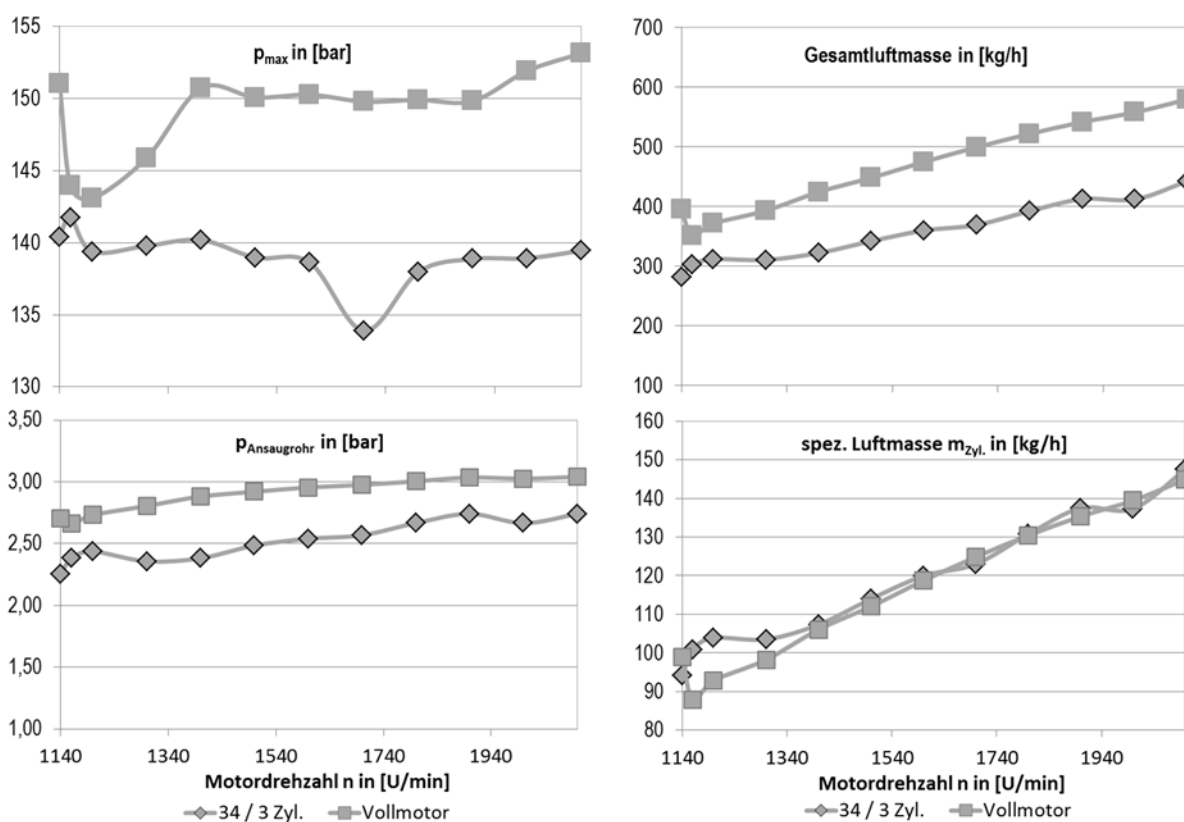 p_max in [bar]
155
150
145
140
135
130
Gesamtluftmasse in [kg/h]
700
600
500
400
300
200
100
p_Ansaugrohr in [bar]
3,50
3,00
2,50
2,00
1,50
1,00
1140 1340 1540 1740 1940
Motordrehzahl n in [U/min]
34 / 3 Zyl. Vollmotor
spez. Luftmasse m_Zyl. in [kg/h]
160
150
140
130
120
110
100
90
80
1140 1340 1540 1740 1940
Motordrehzahl n in [U/min]
34 / 3 Zyl. Vollmotor